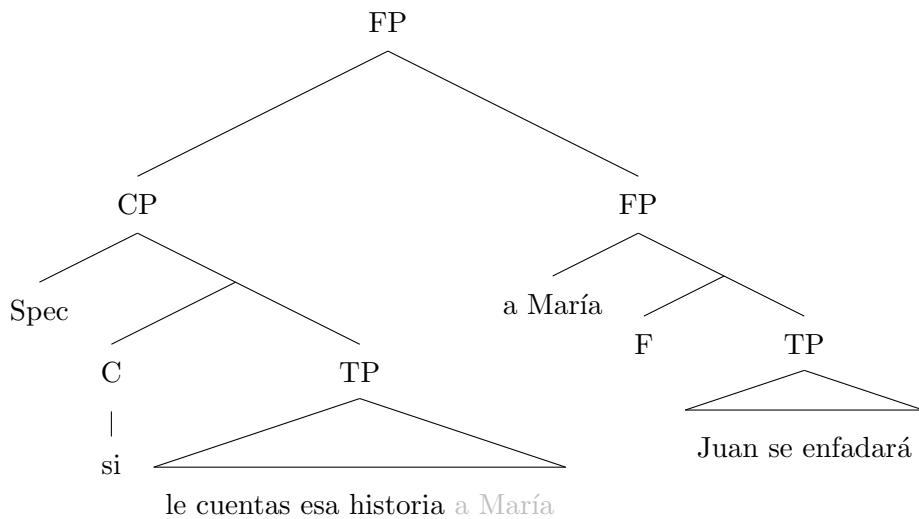 FP
CP FP
Spec a María
C TP F TP
si Juan se enfadará
le cuentas esa historia a María